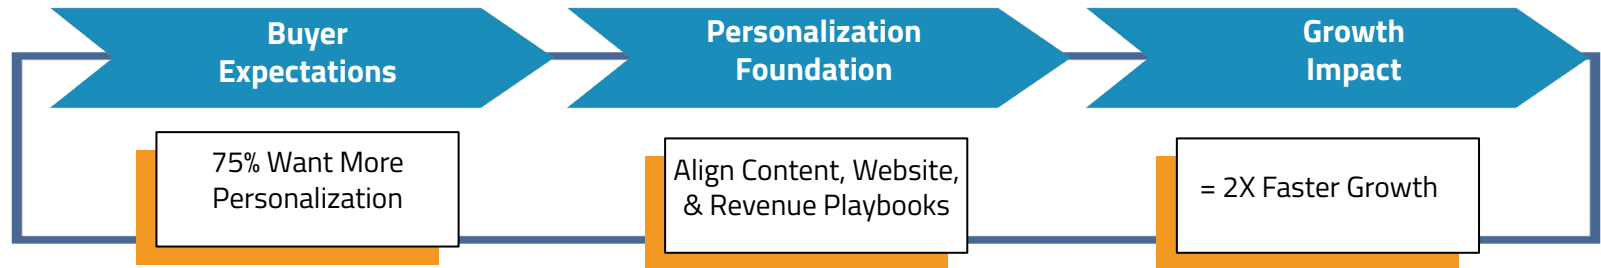 Buyer
Expectations
75% Want More
Personalization
Personalization
Foundation
Align Content, Website,
& Revenue Playbooks
Growth
Impact
= 2X Faster Growth